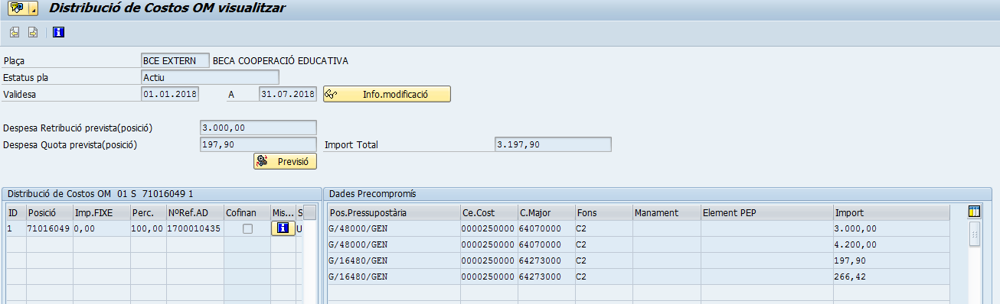 Distribució de Costos OM visualitzar
Plaça BCE EXTERN BECA COOPERACIÓ EDUCATIVA
Estatus pla Actiu
Validesa 01.01.2018 A 31.07.2018 Info.modificació
Despesa Retribució prevista(posició) 3.000,00
Despesa Quota prevista(posició) 197,90 Import Total 3.197,90
Previsió
Distribució de Costos OM 01 S 71016049 1
ID Posició Imp.FIXE Perc. NºRef.AD Cofinan Mis... S
1 71016049 0,00 100,00 1700010435 U
Dades Precompromís
Pos.Pressupostària Ce.Cost C.Major Fons Manament Element PEP Import
G/48000/GEN 0000250000 64070000 C2 3.000,00
G/48000/GEN 0000250000 64070000 C2 4.200,00
G/16480/GEN 0000250000 64273000 C2 197,90
G/16480/GEN 0000250000 64273000 C2 266,42